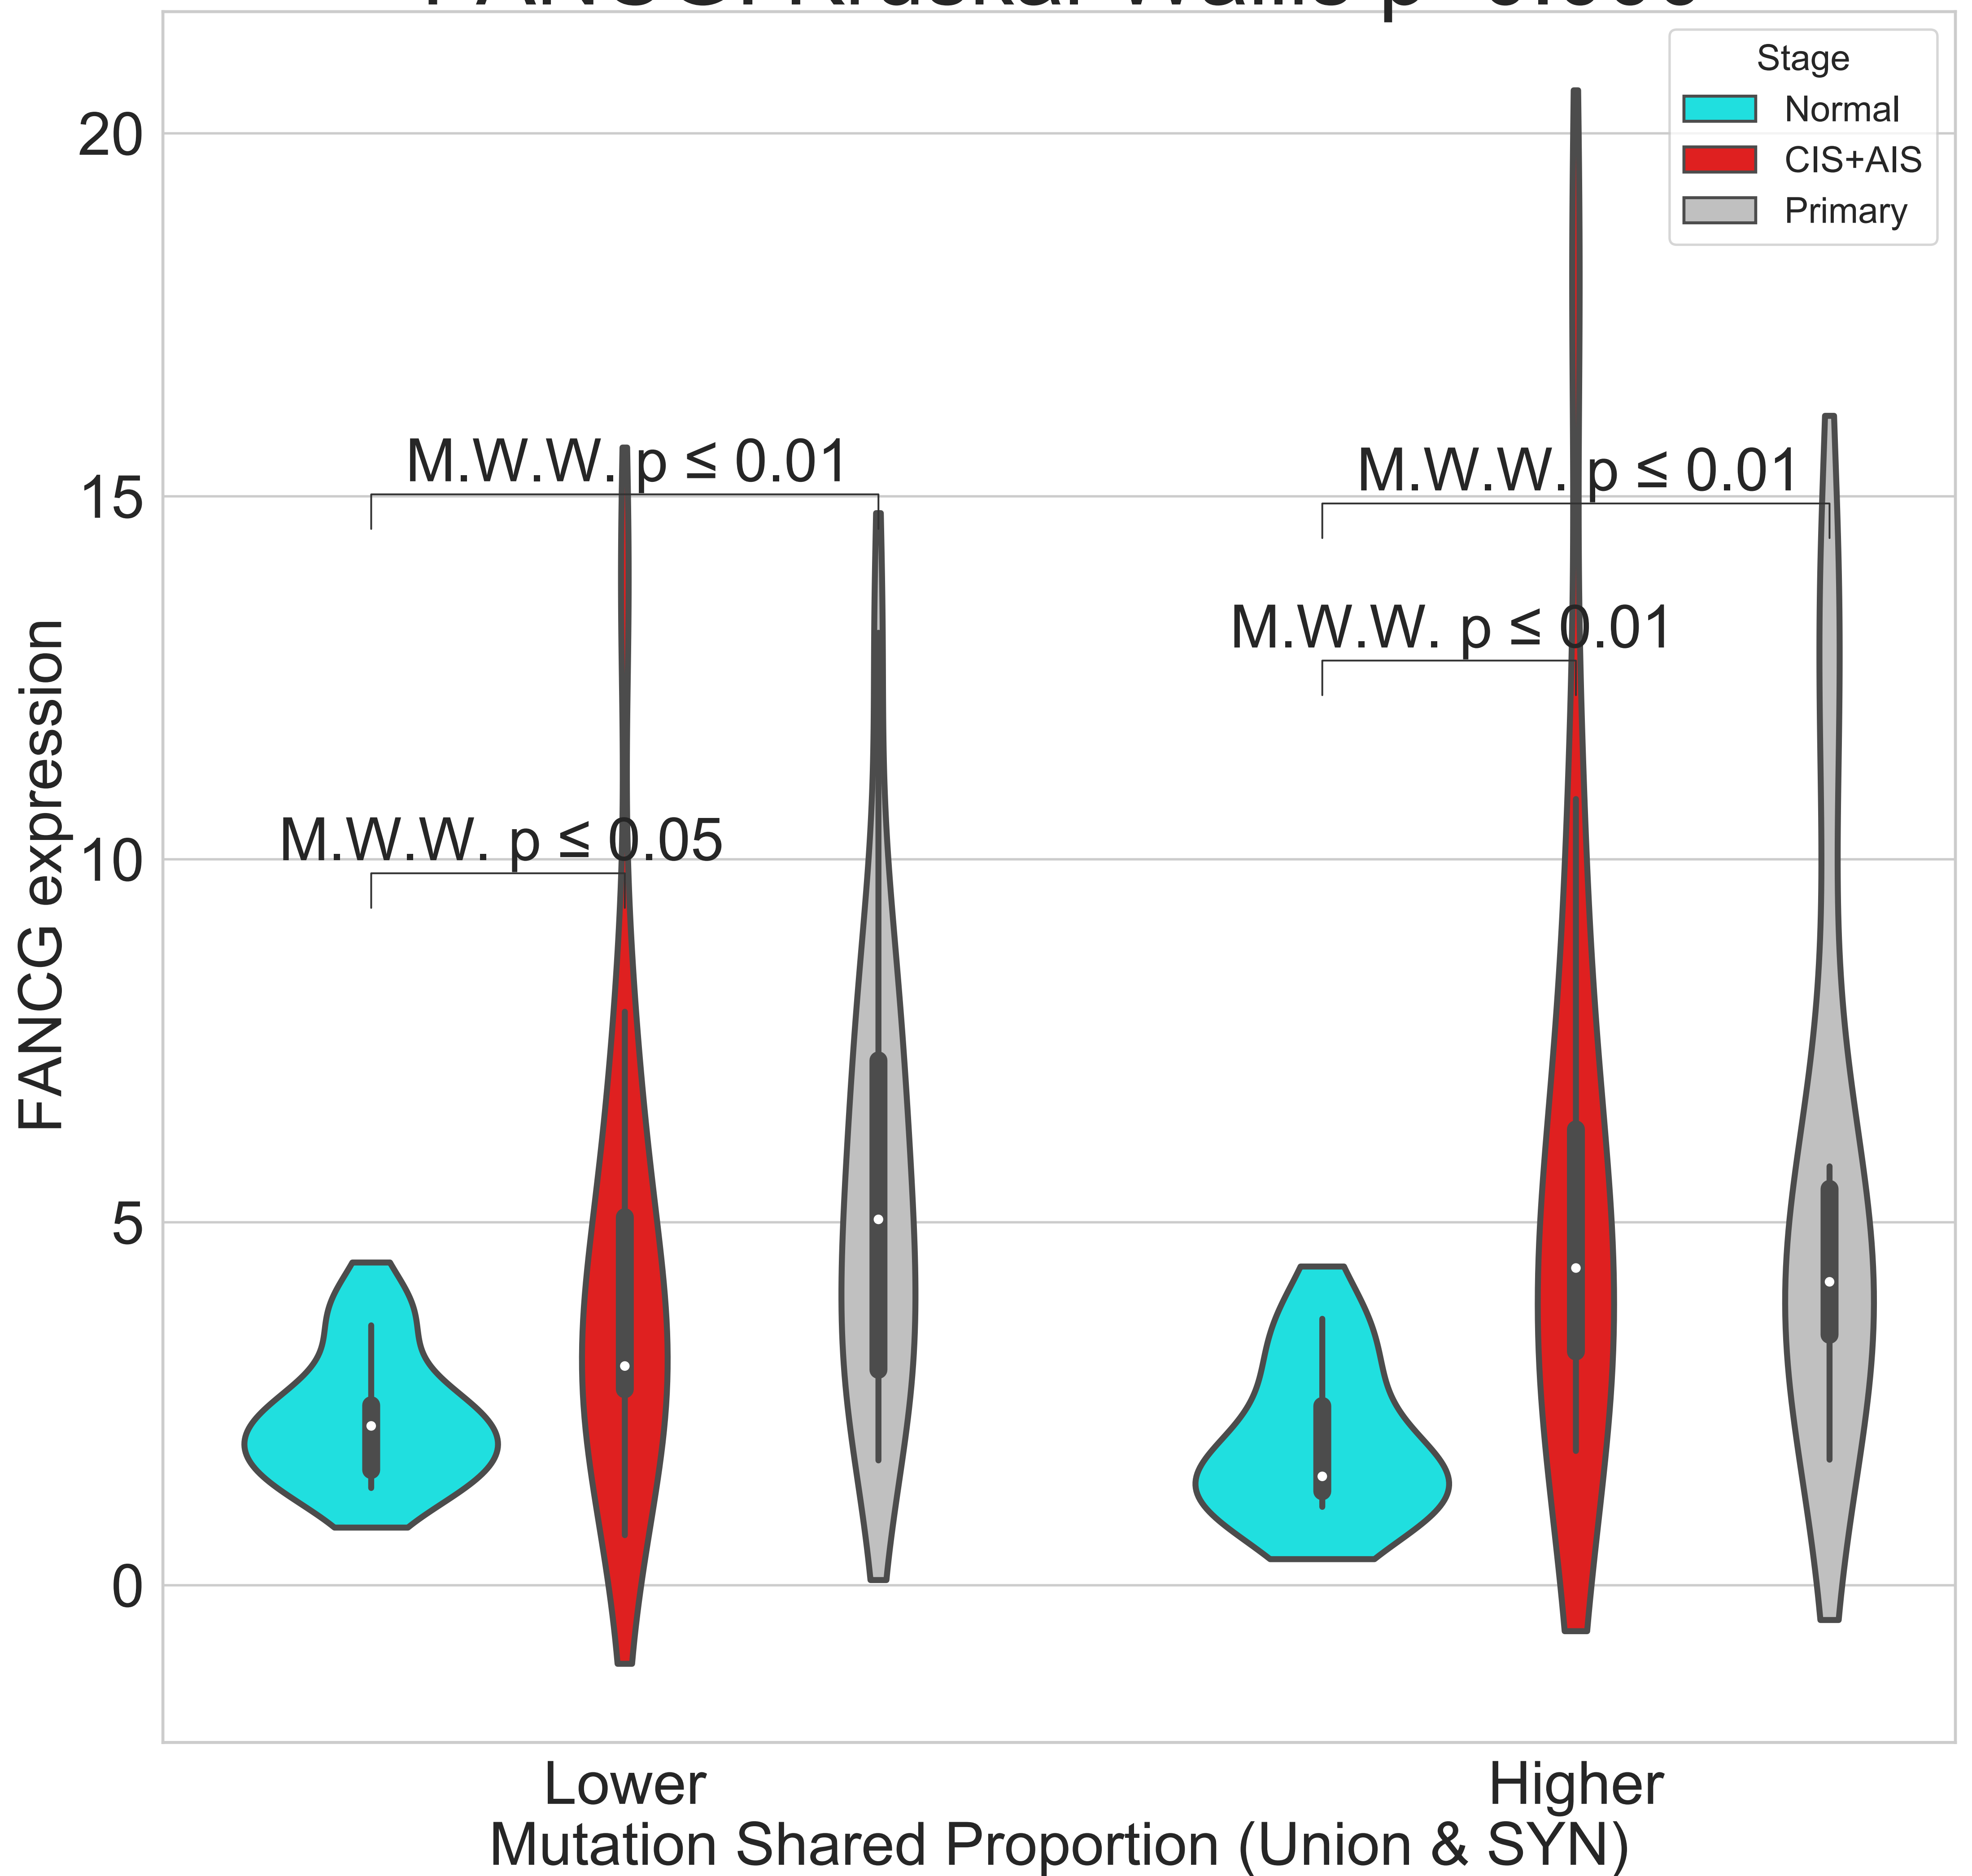 Stage
Normal
CIS+AIS
Primary
20
15
10
5
0
FANCG expression
M.W.W. p ≤ 0.01
M.W.W. p ≤ 0.01
M.W.W. p ≤ 0.01
M.W.W. p ≤ 0.05
Lower
Higher
Mutation Shared Proportion (Union & SYN)